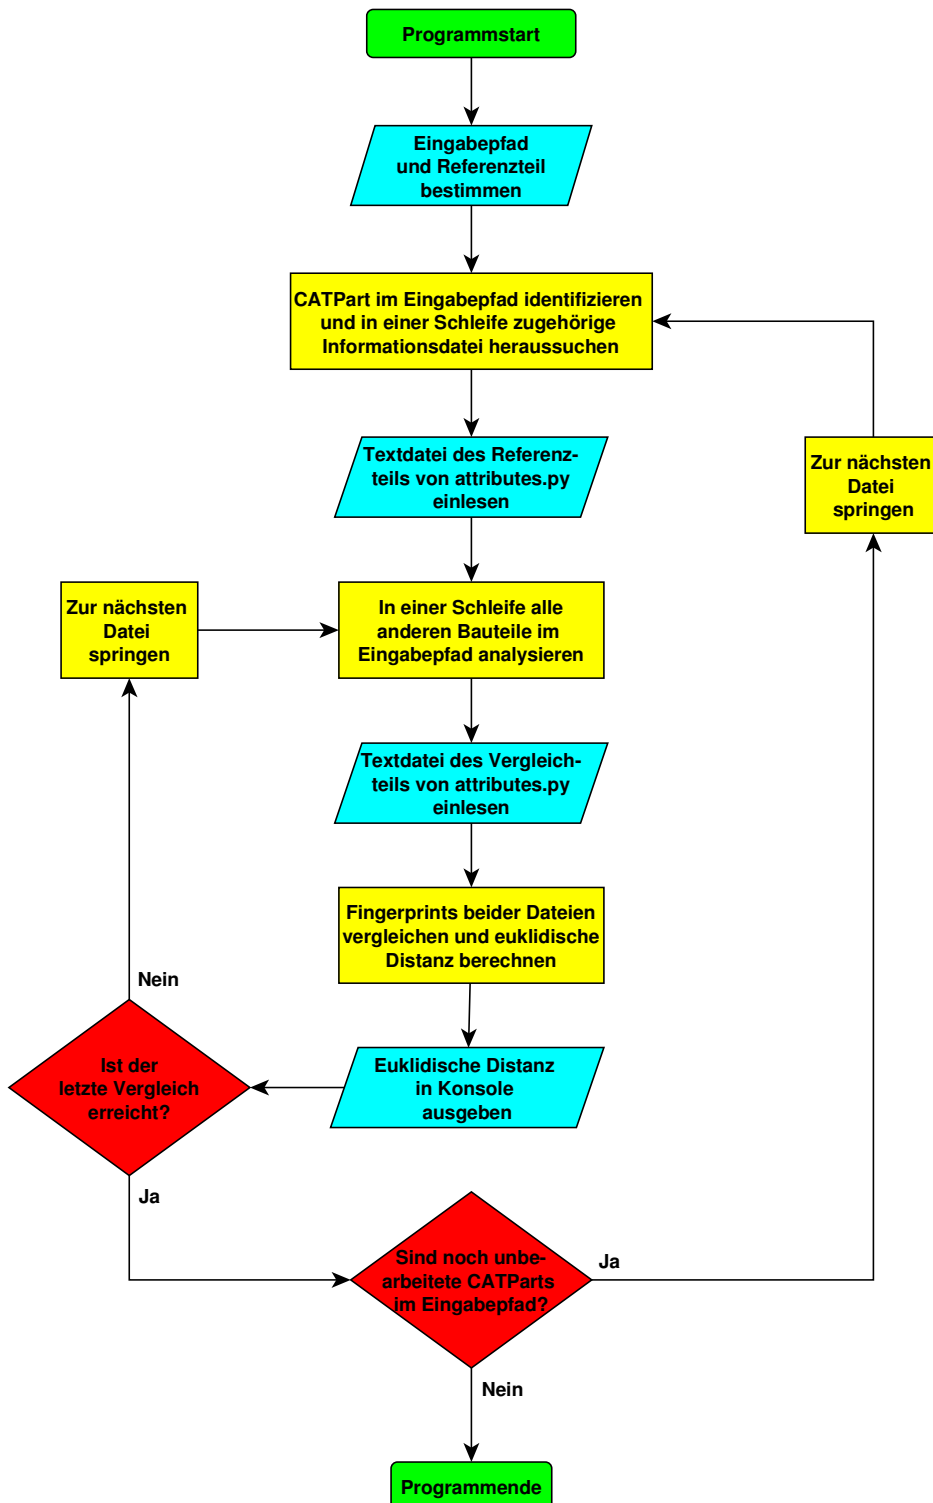 Programmstart
Eingabepfad
und Referenzteil
bestimmen
CATPart im Eingabepfad identifizieren
und in einer Schleife zugehörige
Informationsdatei heraussuchen
Textdatei des Referenz-
teils von attributes.py
einlesen
Zur nächsten
Datei
springen
Zur nächsten
Datei
springen
In einer Schleife alle
anderen Bauteile im
Eingabepfad analysieren
Textdatei des Vergleich-
teils von attributes.py
einlesen
Fingerprints beider Dateien
vergleichen und euklidische
Distanz berechnen
Nein
Ist der
letzte Vergleich
erreicht?
Euklidische Distanz
in Konsole
ausgeben
Ja
Sind noch unbe-
arbeitete CATParts
im Eingabepfad?
Ja
Nein
Programmende